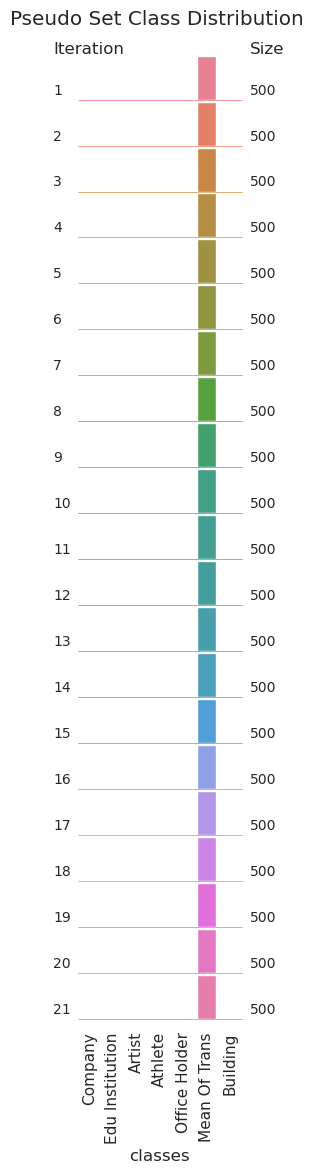 Pseudo Set Class Distribution
Iteration Size
1 500
2 500
3 500
4 500
5 500
6 500
7 500
8 500
9 500
10 500
11 500
12 500
13 500
14 500
15 500
16 500
17 500
18 500
19 500
20 500
21 500
Company
Edu Institution
Artist
Athlete
Office Holder
Mean Of Trans
Building
classes